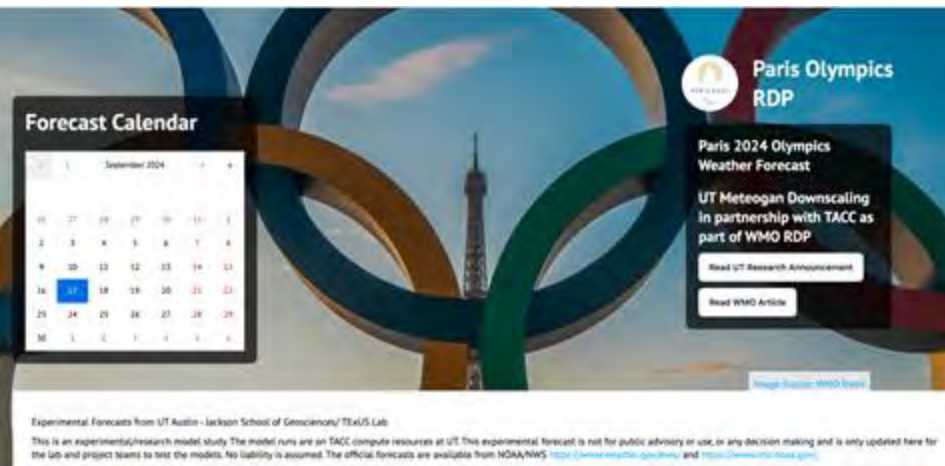 Paris Olympics
RDP
Forecast Calendar
September 2024
26 27 28 29 30 31 1
2 3 4 5 6 7 8
9 10 11 12 13 14 15
16 17 18 19 20 21 22
23 24 25 26 27 28 29
30 1 2 3 4 5 6
Paris 2024 Olympics
Weather Forecast
UT Meteogan Downscaling
in partnership with TACC as
part of WMO RDP
Read UT Research Announcement
Read WMO Article
Image Source: WMO
Experimental Forecasts from UT Austin - Jackson School of Geosciences/ TExUS Lab
This is an experimental/research model study. The model runs are on TACC compute resources at UT. This experimental forecast is not for public advisory or use, or any decision making and is only updated here for
the lab and project teams to test the models. No liability is assumed. The official forecasts are available from NOAA/NWS and